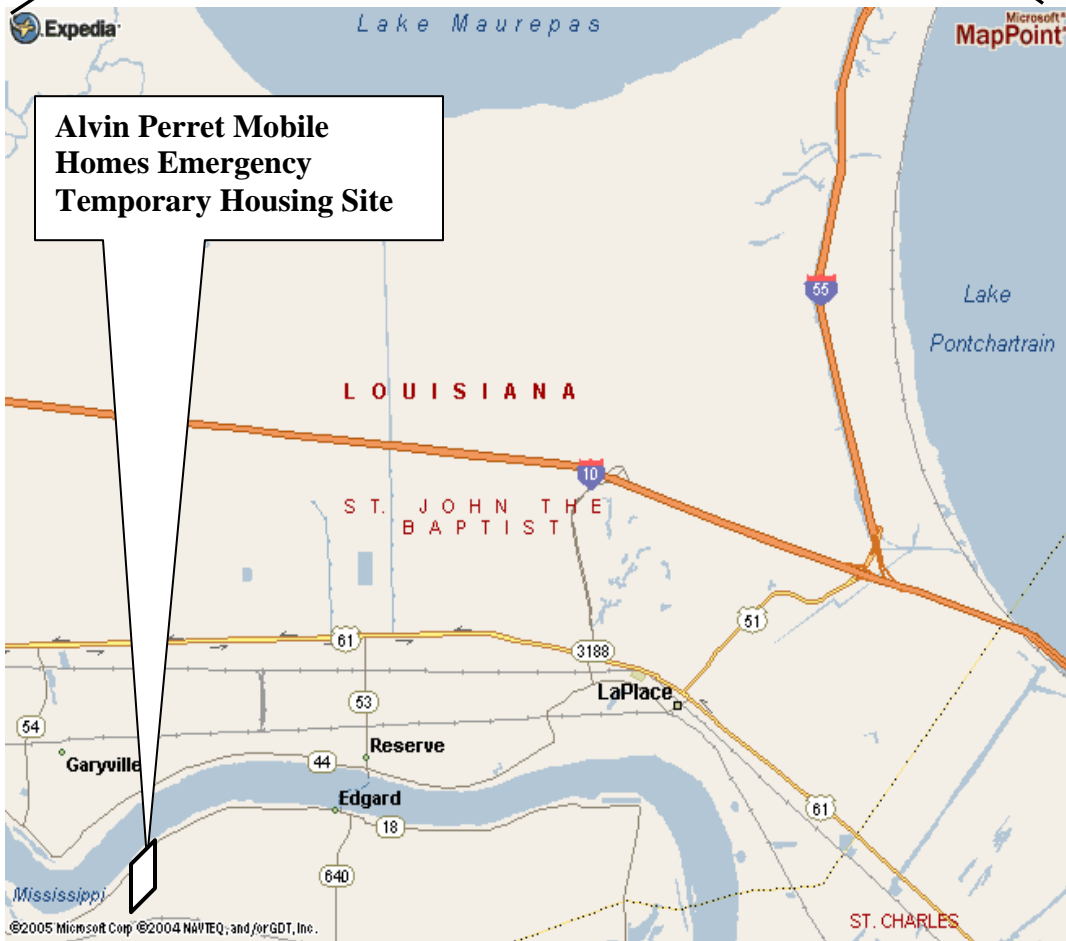 Expedia
Lake Maurepas
Microsoft®
MapPoint®
Alvin Perret Mobile
Homes Emergency
Temporary Housing Site
55
Lake
Pontchartrain
LOUISIANA
10
ST. JOHN THE
BAPTIST
61
3188
51
LaPlace
53
54
Garyville
Reserve
44
Edgard
18
61
640
Mississippi
ST. CHARLES
©2005 Microsoft Corp ©2004 NAVTEQ, and/or GDT, Inc.